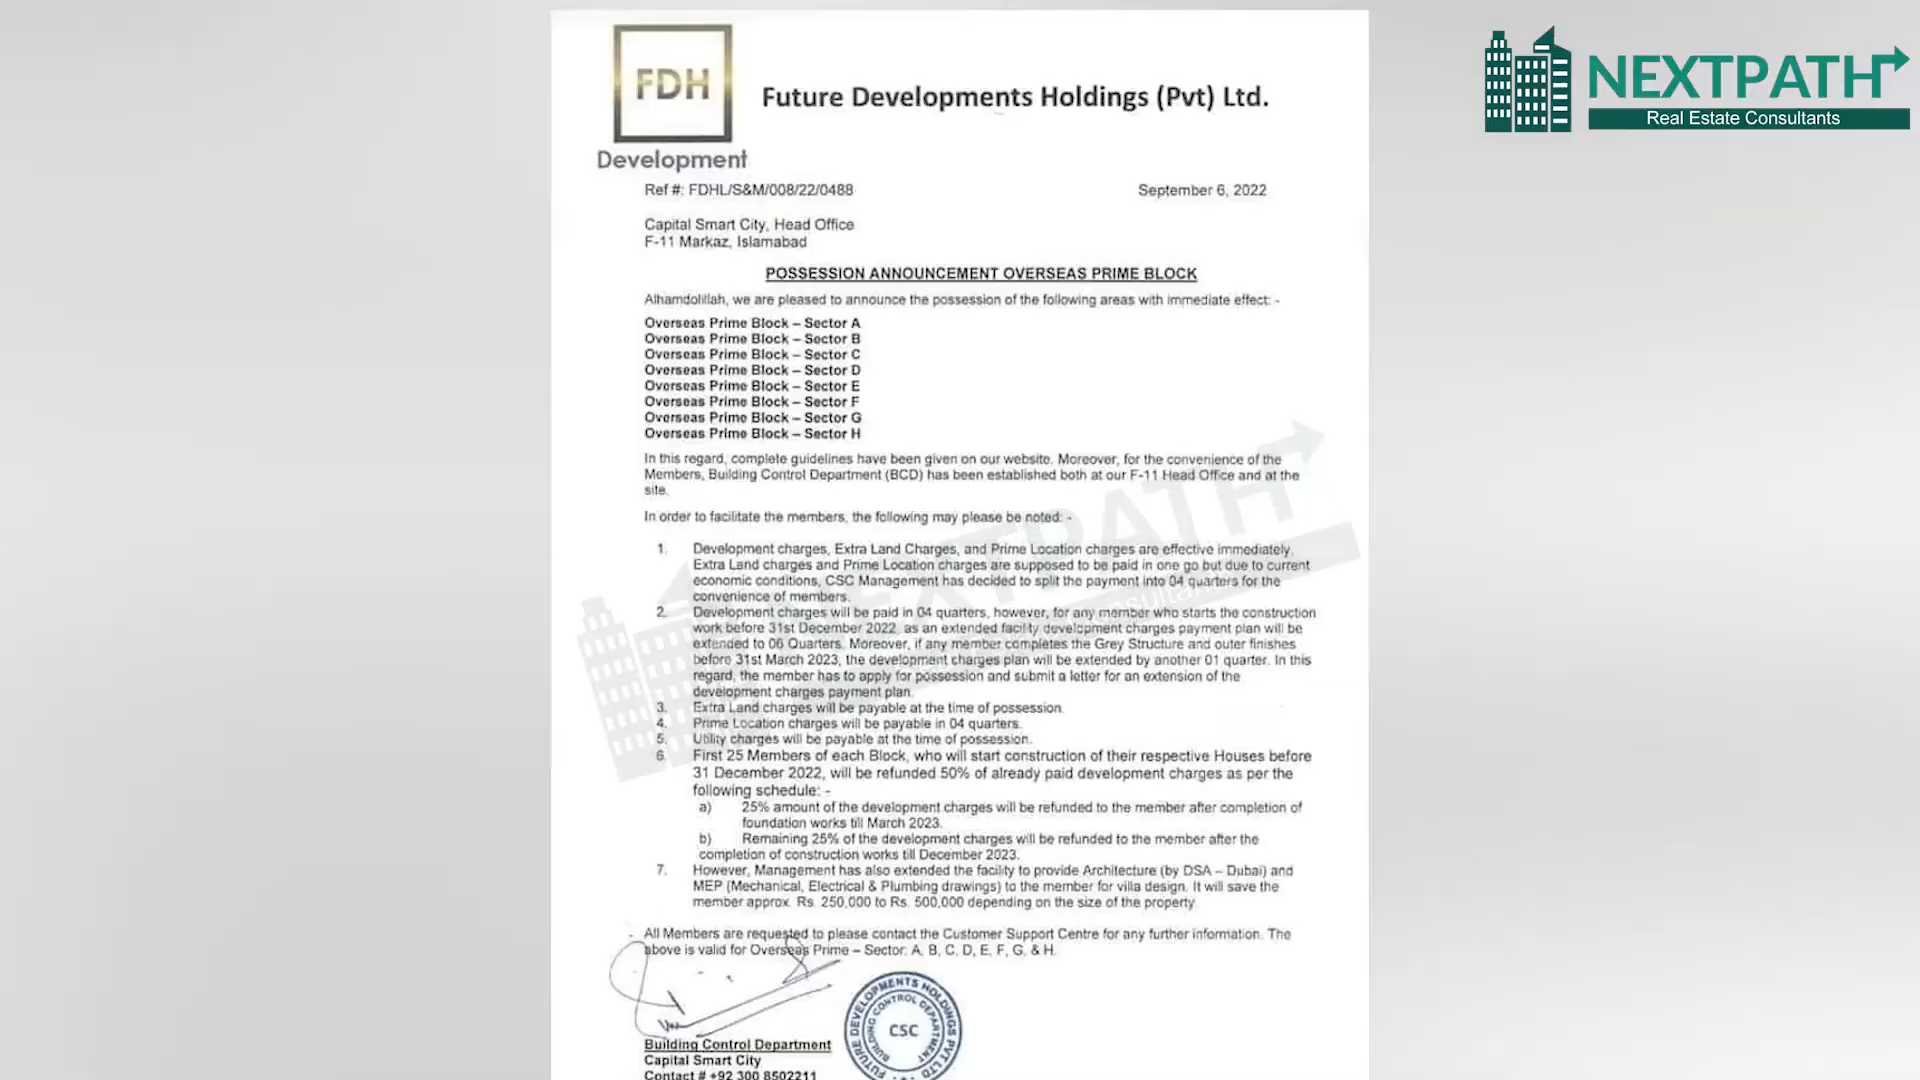 FDH
Development
Future Developments Holdings (Pvt) Ltd.
NEXTPATH
Real Estate Consultants
Ref #: FDHL/S&M/008/22/0488
September 6, 2022
Capital Smart City, Head Office
F-11 Markaz, Islamabad
POSSESSION ANNOUNCEMENT OVERSEAS PRIME BLOCK
Alhamdolillah, we are pleased to announce the possession of the following areas with immediate effect: -
Overseas Prime Block – Sector A
Overseas Prime Block – Sector B
Overseas Prime Block – Sector C
Overseas Prime Block – Sector D
Overseas Prime Block – Sector E
Overseas Prime Block – Sector F
Overseas Prime Block – Sector G
Overseas Prime Block – Sector H
In this regard, complete guidelines have been given on our website. Moreover, for the convenience of the
Members, Building Control Department (BCD) has been established both at our F-11 Head Office and at the
site.
In order to facilitate the members, the following may please be noted: -
1. Development charges, Extra Land Charges, and Prime Location charges are effective immediately.
Extra Land charges and Prime Location charges are supposed to be paid in one go but due to current
economic conditions, CSC Management has decided to split the payment into 04 quarters for the
convenience of members.
2. Development charges will be paid in 04 quarters, however, for any member who starts the construction
work before 31st December 2022, as an extended facility development charges payment plan will be
extended to 06 Quarters. Moreover, if any member completes the Grey Structure and outer finishes
before 31st March 2023, the development charges plan will be extended by another 01 quarter. In this
regard, the member has to apply for possession and submit a letter for an extension of the
development charges payment plan.
3. Extra Land charges will be payable at the time of possession.
4. Prime Location charges will be payable in 04 quarters.
5. Utility charges will be payable at the time of possession.
6. First 25 Members of each Block, who will start construction of their respective Houses before
31 December 2022, will be refunded 50% of already paid development charges as per the
following schedule: -
a) 25% amount of the development charges will be refunded to the member after completion of
foundation works till March 2023.
b) Remaining 25% of the development charges will be refunded to the member after the
completion of construction works till December 2023.
7. However, Management has also extended the facility to provide Architecture (by DSA – Dubai) and
MEP (Mechanical, Electrical & Plumbing drawings) to the member for villa design. It will save the
member approx. Rs. 250,000 to Rs. 500,000 depending on the size of the property.
All Members are requested to please contact the Customer Support Centre for any further information. The
above is valid for Overseas Prime – Sector: A, B, C, D, E, F, G, & H.
Building Control Department
Capital Smart City
Contact # +92 300 8502211
FUTURE DEVELOPMENTS HOLDINGS PVT LTD
BUILDING CONTROL DEPARTMENT
CSC
NEXTPATH